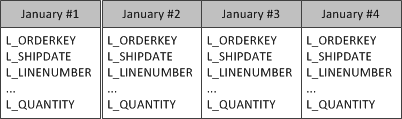 January #1 January #2 January #3 January #4
L_ORDERKEY L_ORDERKEY L_ORDERKEY L_ORDERKEY
L_SHIPDATE L_SHIPDATE L_SHIPDATE L_SHIPDATE
L_LINENUMBER L_LINENUMBER L_LINENUMBER L_LINENUMBER
... ... ... ...
L_QUANTITY L_QUANTITY L_QUANTITY L_QUANTITY